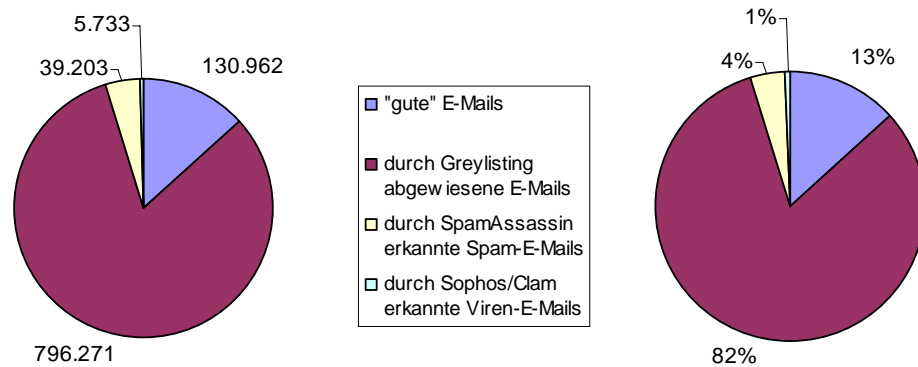 5.733
39.203
130.962
796.271
"gute" E-Mails
durch Greylisting
abgewiesene E-Mails
durch SpamAssassin
erkannte Spam-E-Mails
durch Sophos/Clam
erkannte Viren-E-Mails
1%
4%
13%
82%